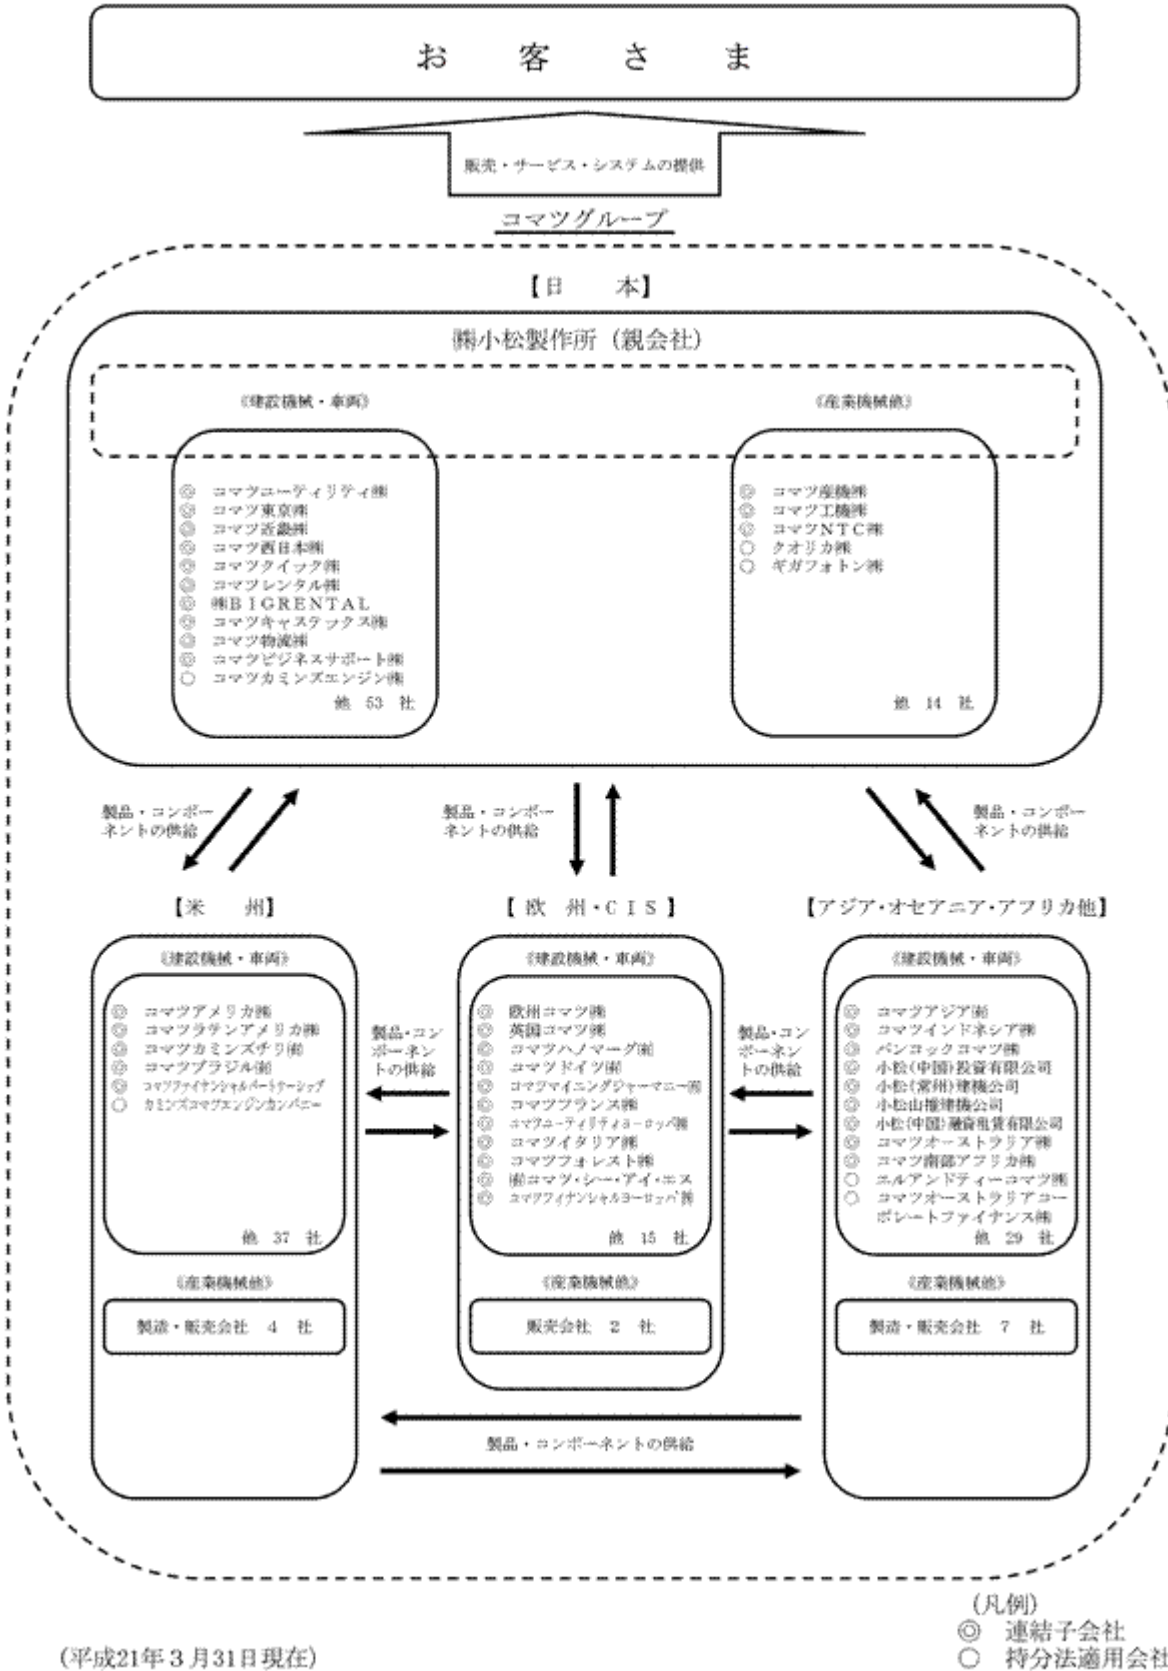 お 客 さ ま
販売・サービス・システムの提供
コマツグループ
【日 本】
㈱小松製作所（親会社）
《建設機械・車両》
◎ コマツユーティリティ㈱
◎ コマツ東京㈱
◎ コマツ近畿㈱
◎ コマツ西日本㈱
◎ コマツクイック㈱
◎ コマツレンタル㈱
◎ ㈱ＢＩＧＲＥＮＴＡＬ
◎ コマツキャステックス㈱
◎ コマツ物流㈱
◎ コマツビジネスサポート㈱
○ コマツカミンズエンジン㈱
他 53 社
《産業機械他》
◎ コマツ産機㈱
◎ コマツ工機㈱
◎ コマツＮＴＣ㈱
○ クオリカ㈱
○ ギガフォトン㈱
他 14 社
製品・コンポー
ネントの供給
製品・コンポー
ネントの供給
製品・コンポー
ネントの供給
【米 州】
《建設機械・車両》
◎ コマツアメリカ㈱
◎ コマツラテンアメリカ㈱
◎ コマツカミンズチリ㈲
◎ コマツブラジル㈲
◎ コマツファイナンシャルパートナーシップ
○ カミンズコマツエンジンカンパニー
他 37 社
《産業機械他》
製造・販売会社 4 社
製品・コン
ポーネン
トの供給
【欧 州・ＣＩＳ】
《建設機械・車両》
◎ 欧州コマツ㈱
◎ 英国コマツ㈱
◎ コマツハノマーグ㈲
◎ コマツドイツ㈲
◎ コマツマイニングジャーマニー㈲
◎ コマツフランス㈱
◎ コマツユーティリティヨーロッパ㈱
◎ コマツイタリア㈱
◎ コマツフォレスト㈱
◎ ㈲コマツ・シー・アイ・エス
◎ コマツフィナンシャルヨーロッパ㈱
他 15 社
《産業機械他》
販売会社 2 社
製品・コン
ポーネン
トの供給
【アジア・オセアニア・アフリカ他】
《建設機械・車両》
◎ コマツアジア㈲
◎ コマツインドネシア㈱
◎ バンコックコマツ㈱
◎ 小松(中国)投資有限公司
◎ 小松(常州)建機公司
◎ 小松山推建機公司
◎ 小松(中国)融資租賃有限公司
◎ コマツオーストラリア㈱
◎ コマツ南部アフリカ㈱
○ エルアンドティーコマツ㈱
○ コマツオーストラリアコー
ポレートファイナンス㈱
他 29 社
《産業機械他》
製造・販売会社 7 社
製品・コンポーネントの供給
(平成21年３月31日現在)
(凡例)
◎ 連結子会社
○ 持分法適用会社